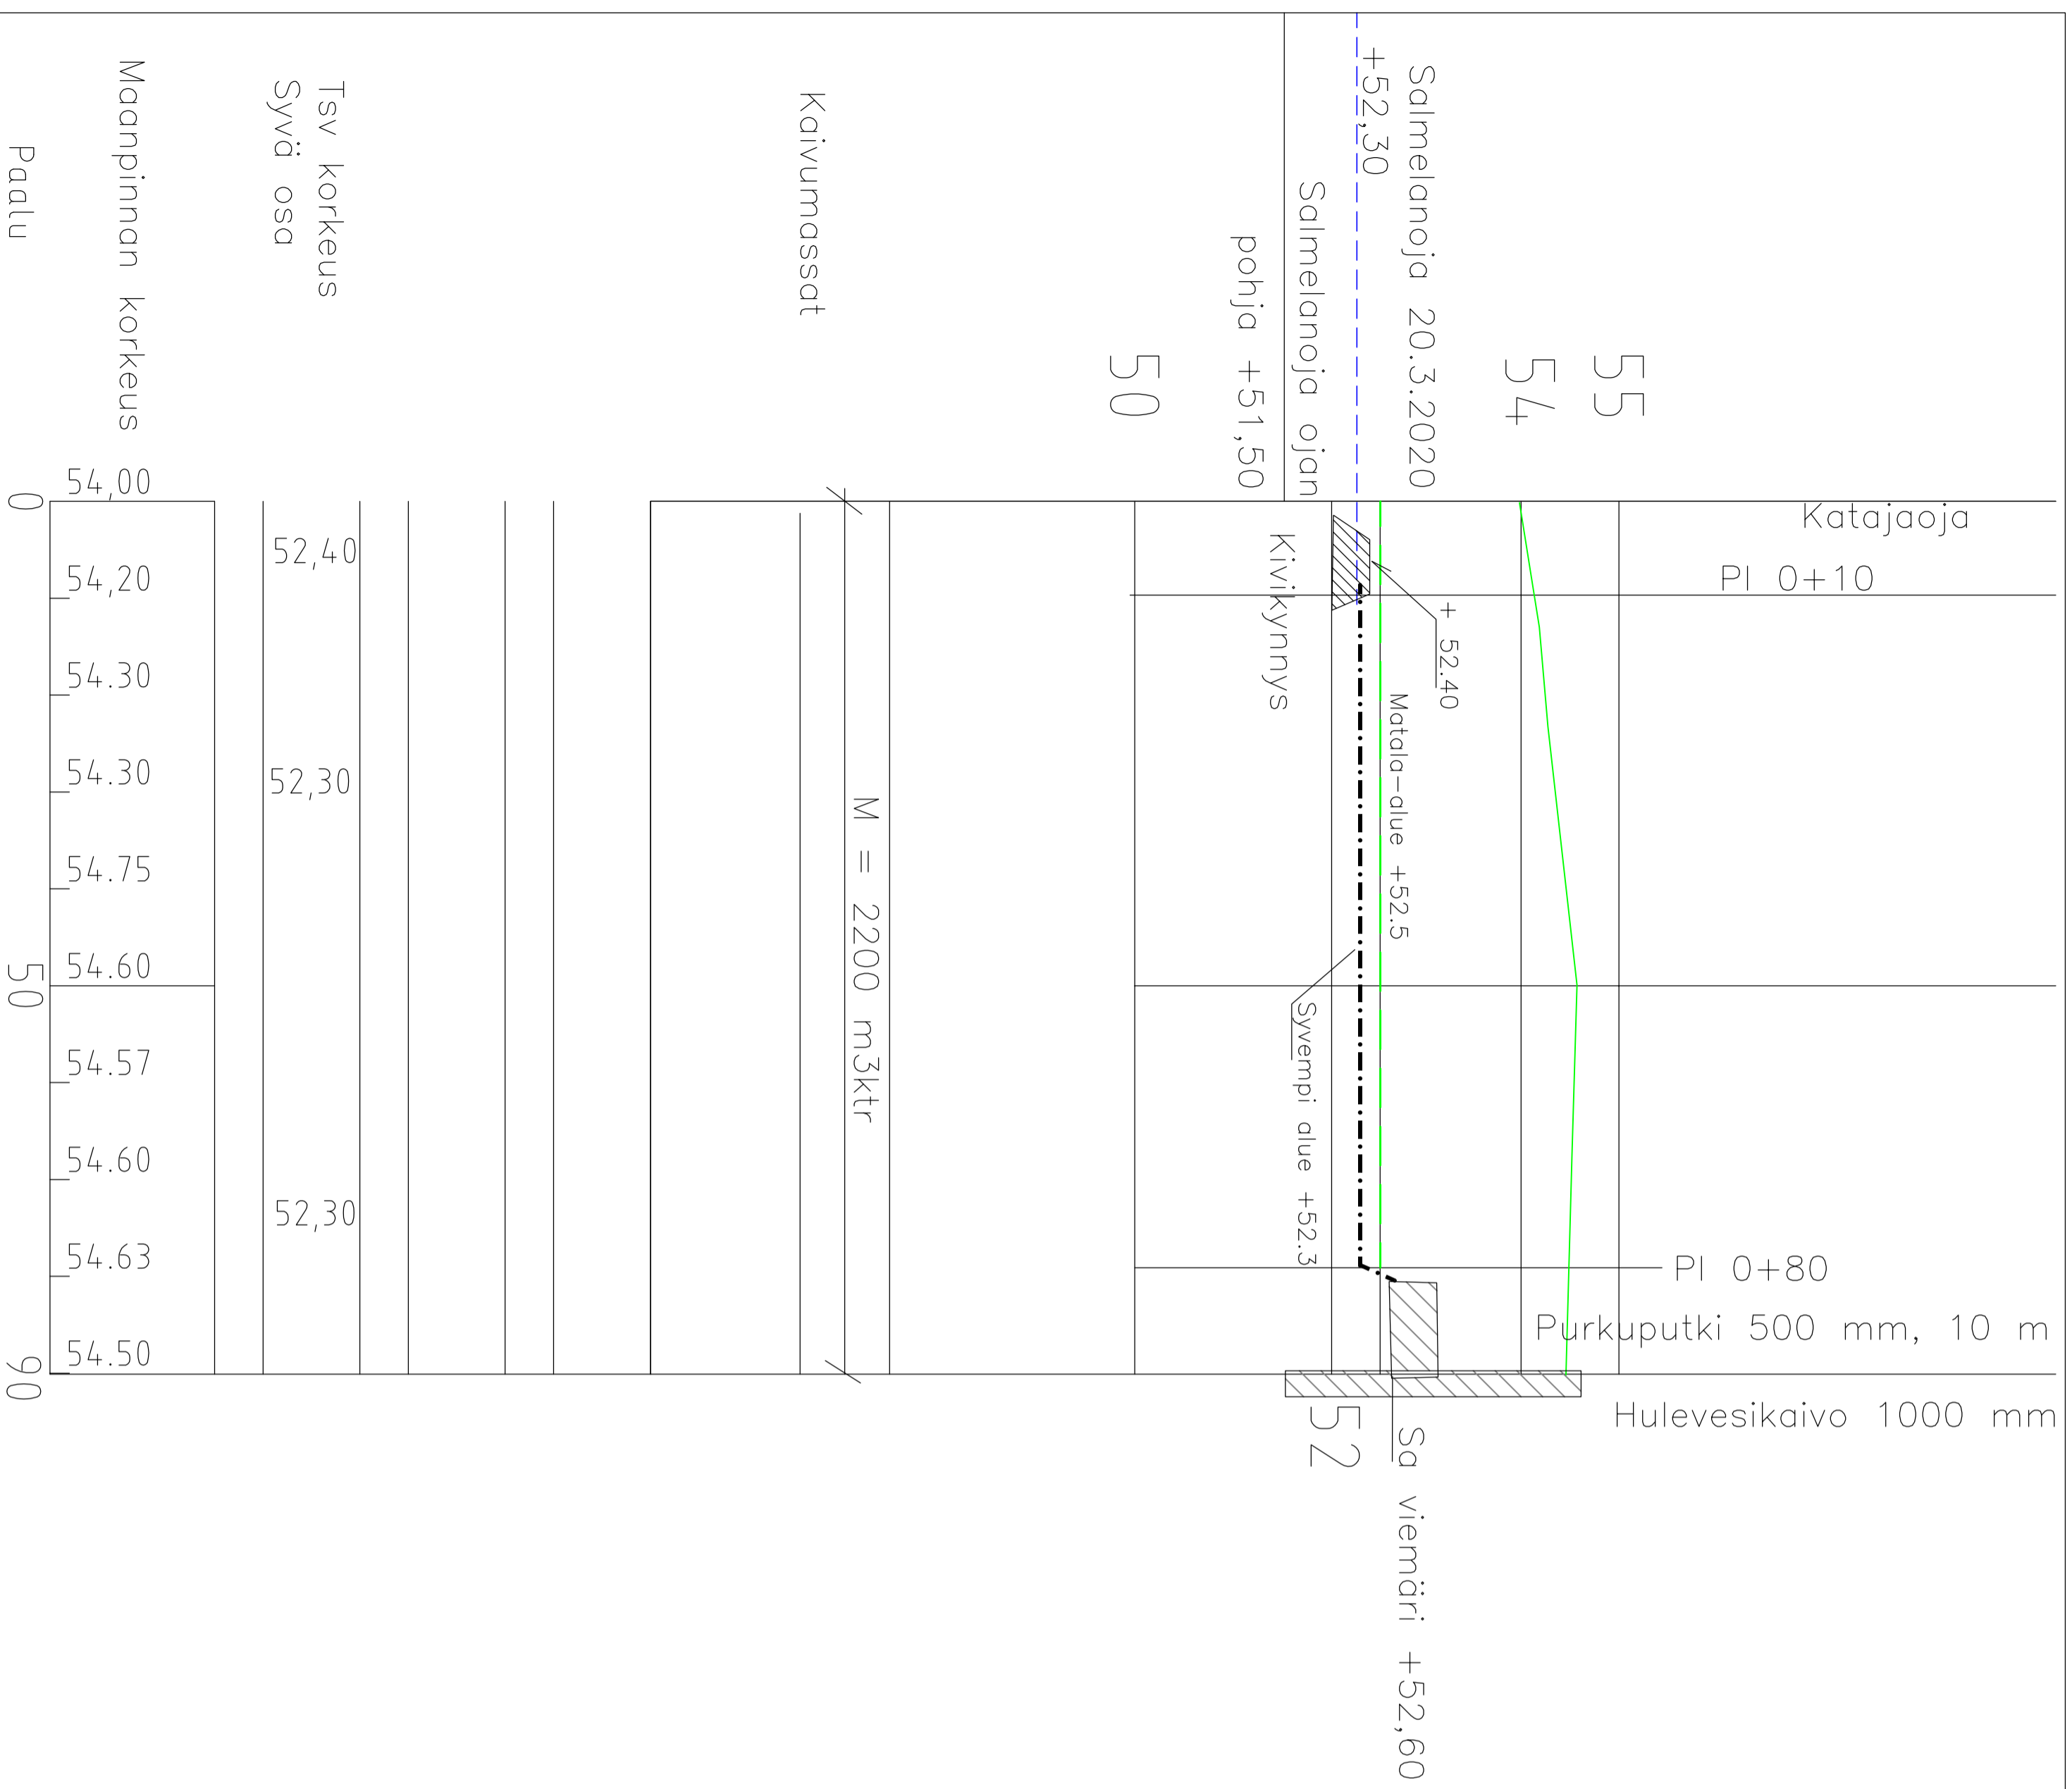 Katajaoja
Pl 0+10
Pl 0+80
Purkuputki 500 mm, 10 m
Hulevesikaivo 1000 mm
55
54
Salmelanoja 20.3.2020
+52,30
Salmelanoja ojan
pohja +51,50
50
+ 52.40
Matala-alue +52.5
Kivikynnys
Syvempi alue +52.3
52
Sa viemäri +52,60
Kaivumassat
M = 2200 m3ktr
Tsv korkeus
Syvä osa
52,40
52,30
52,30
Maanpinnan korkeus
54,00
54,20
54.30
54.30
54.75
54.60
54.57
54.60
54.63
54.50
Paalu
0
50
90